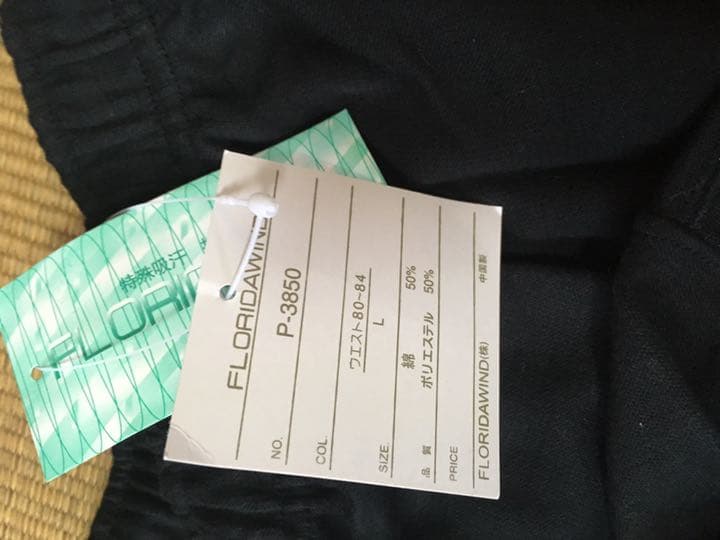 FLORIDAWIND
NO. P-3850
COL.
ウエスト80~84
SIZE. L
品質 綿 50%
ポリエステル 50%
PRICE
FLORIDAWIND(株) 中国製
特殊吸汗